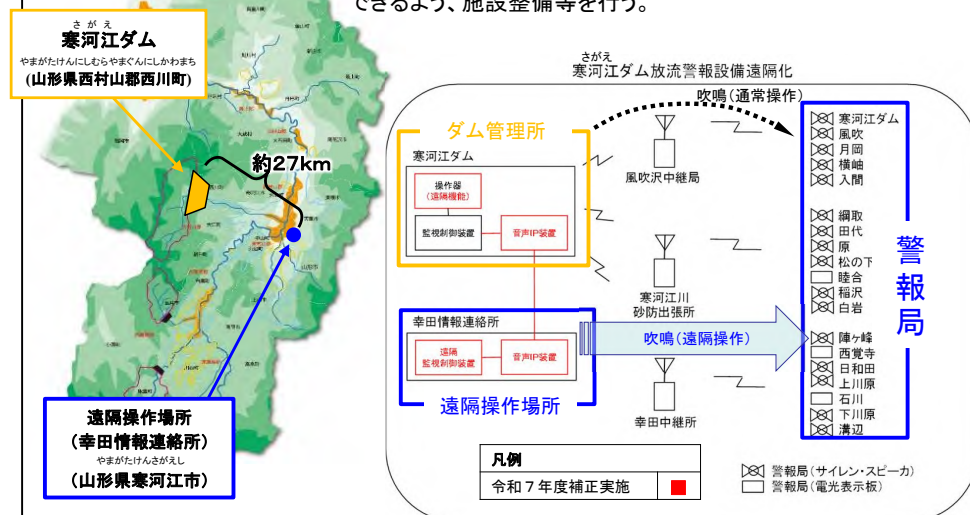 できるよう、施設整備等を行う。
さがえ
寒河江ダム
やまがたけんにしむらやまぐんにしかわまち
(山形県西村山郡西川町)
約27km
遠隔操作場所
(幸田情報連絡所)
やまがたけんさがえし
(山形県寒河江市)
さがえ
寒河江ダム放流警報設備遠隔化
吹鳴(通常操作)
ダム管理所
寒河江ダム
操作器
(遠隔機能)
監視制御装置
音声IP装置
幸田情報連絡所
遠隔
監視制御装置
音声IP装置
遠隔操作場所
風吹沢中継局
寒河江川
砂防出張所
吹鳴(遠隔操作)
幸田中継所
寒河江ダム
風吹
月岡
横岫
入間
綱取
田代
原
松の下
睦合
稲沢
白岩
陣ヶ峰
西覚寺
日和田
上川原
石川
下川原
溝辺
警報局
凡例
令和7年度補正実施
警報局(サイレン・スピーカ)
警報局(電光表示板)